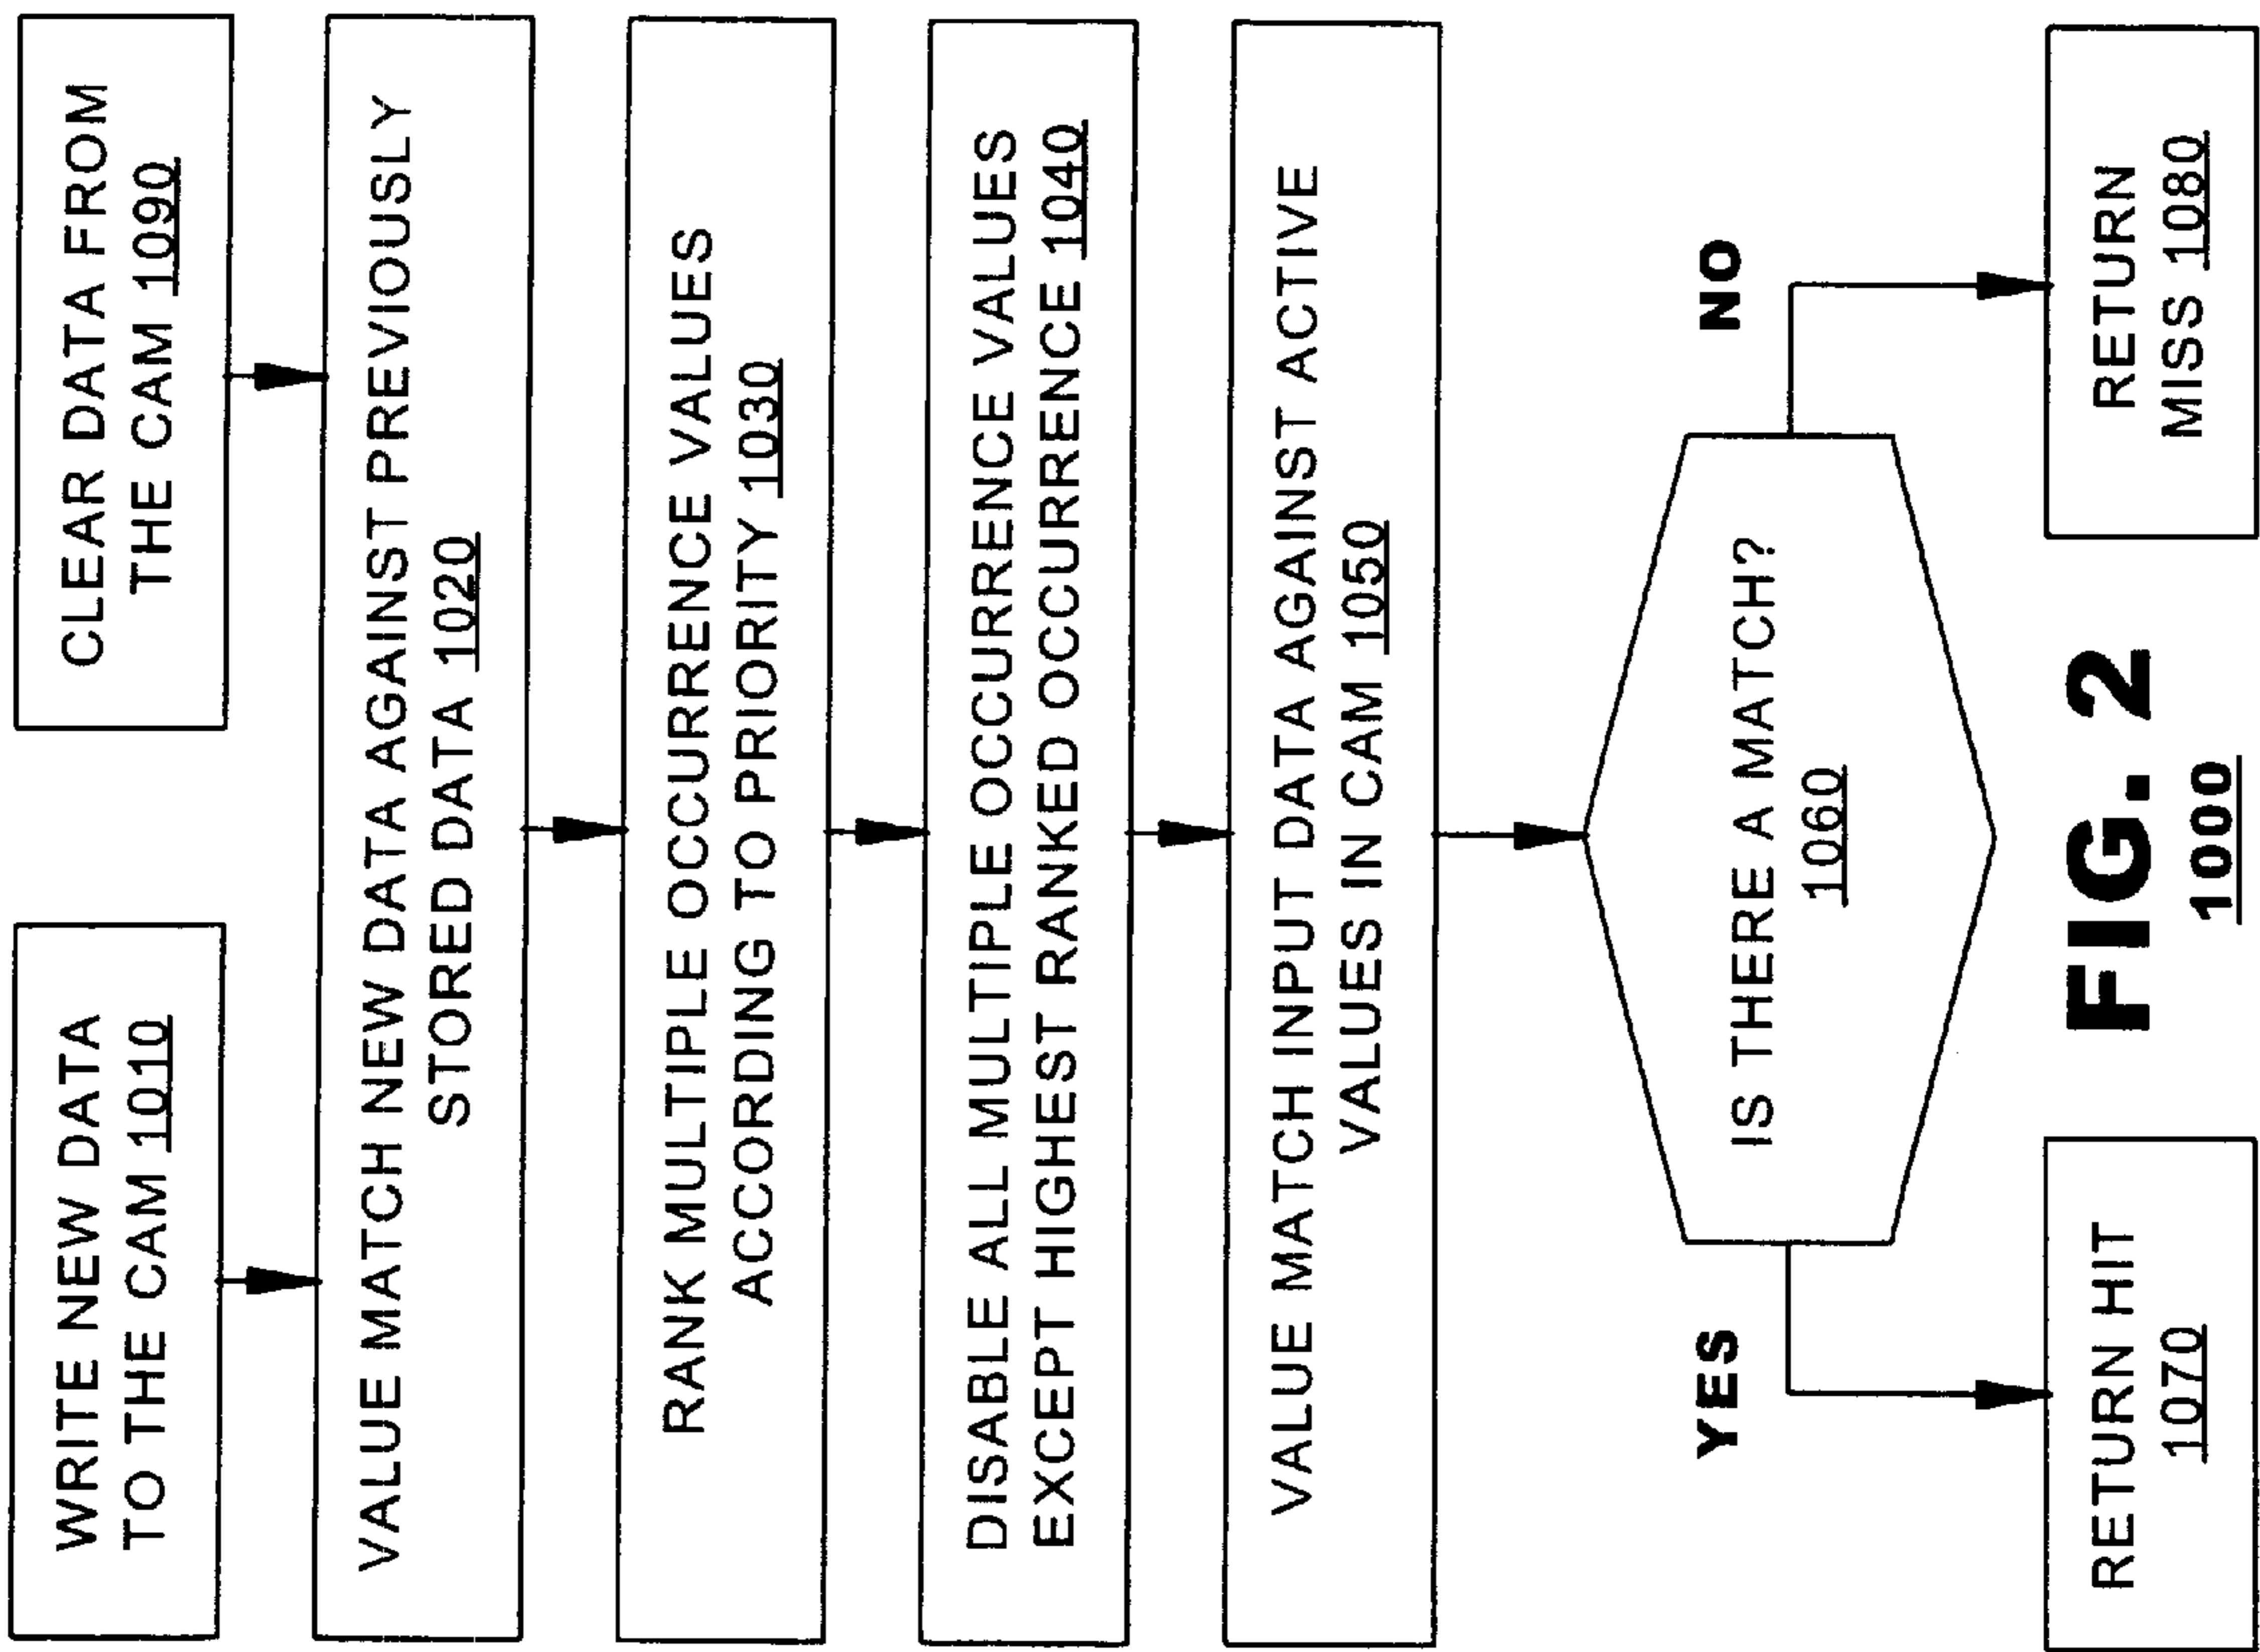 WRITE NEW DATA
TO THE CAM 1010
CLEAR DATA FROM
THE CAM 1090
VALUE MATCH NEW DATA AGAINST PREVIOUSLY
STORED DATA 1020
RANK MULTIPLE OCCURRENCE VALUES
ACCORDING TO PRIORITY 1030
DISABLE ALL MULTIPLE OCCURRENCE VALUES
EXCEPT HIGHEST RANKED OCCURRENCE 1040
VALUE MATCH INPUT DATA AGAINST ACTIVE
VALUES IN CAM 1050
IS THERE A MATCH?
1060
YES
NO
RETURN HIT
1070
RETURN
MISS 1080
FIG. 2
1000